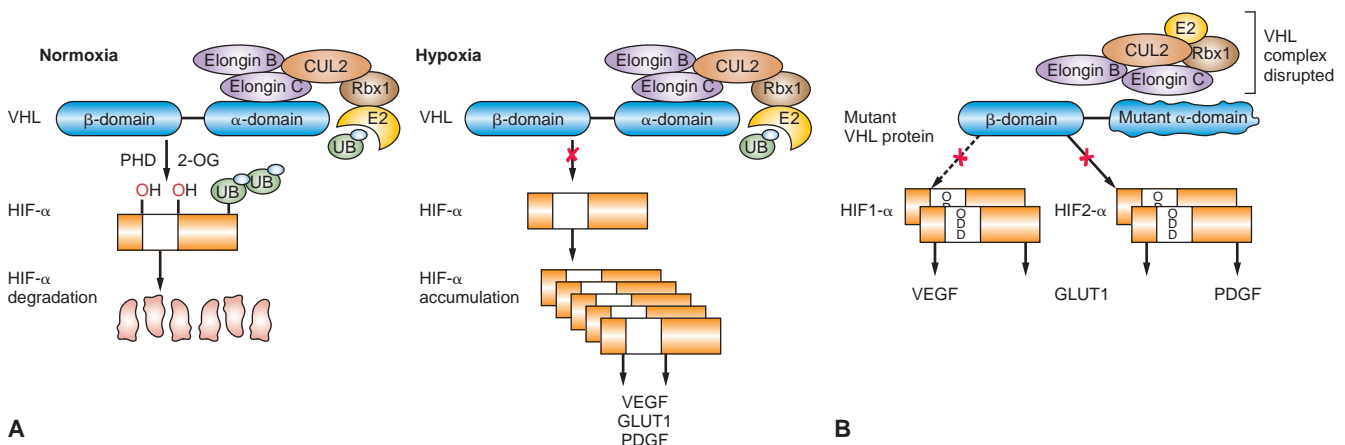 Normoxia
Elongin B
CUL2
Elongin C
Rbx1
VHL
β-domain
α-domain
E2
UB
PHD 2-OG
OH OH
UB UB
HIF-α
HIF-α
degradation
A
Hypoxia
Elongin B
CUL2
Elongin C
Rbx1
VHL
β-domain
α-domain
E2
UB
HIF-α
HIF-α
accumulation
VEGF
GLUT1
PDGF
E2
CUL2
Rbx1
Elongin B
Elongin C
VHL
complex
disrupted
Mutant
VHL protein
β-domain
Mutant α-domain
HIF1-α
O
D
O
D
D
HIF2-α
O
D
O
D
D
VEGF
GLUT1
PDGF
B